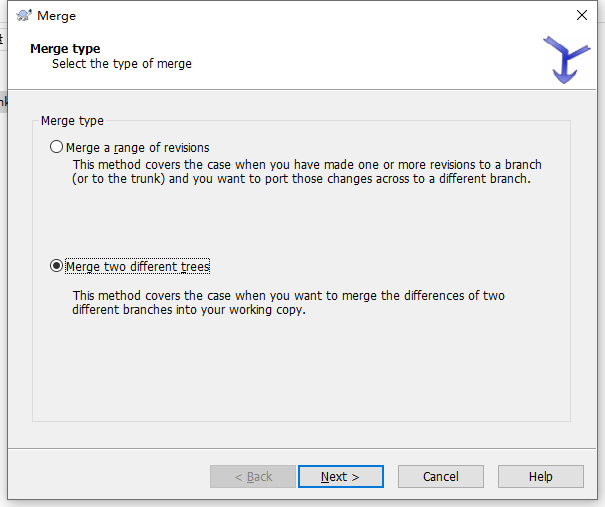 Merge
Merge type
Select the type of merge
Merge type
Merge a range of revisions
This method covers the case when you have made one or more revisions to a branch
(or to the trunk) and you want to port those changes across to a different branch.
Merge two different trees
This method covers the case when you want to merge the differences of two
different branches into your working copy.
< Back
Next >
Cancel
Help